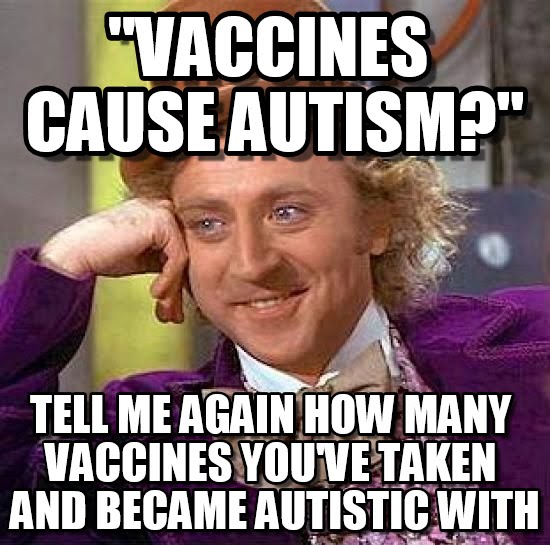 "VACCINES
CAUSE AUTISM?"
TELL ME AGAIN HOW MANY
VACCINES YOU'VE TAKEN
AND BECAME AUTISTIC WITH